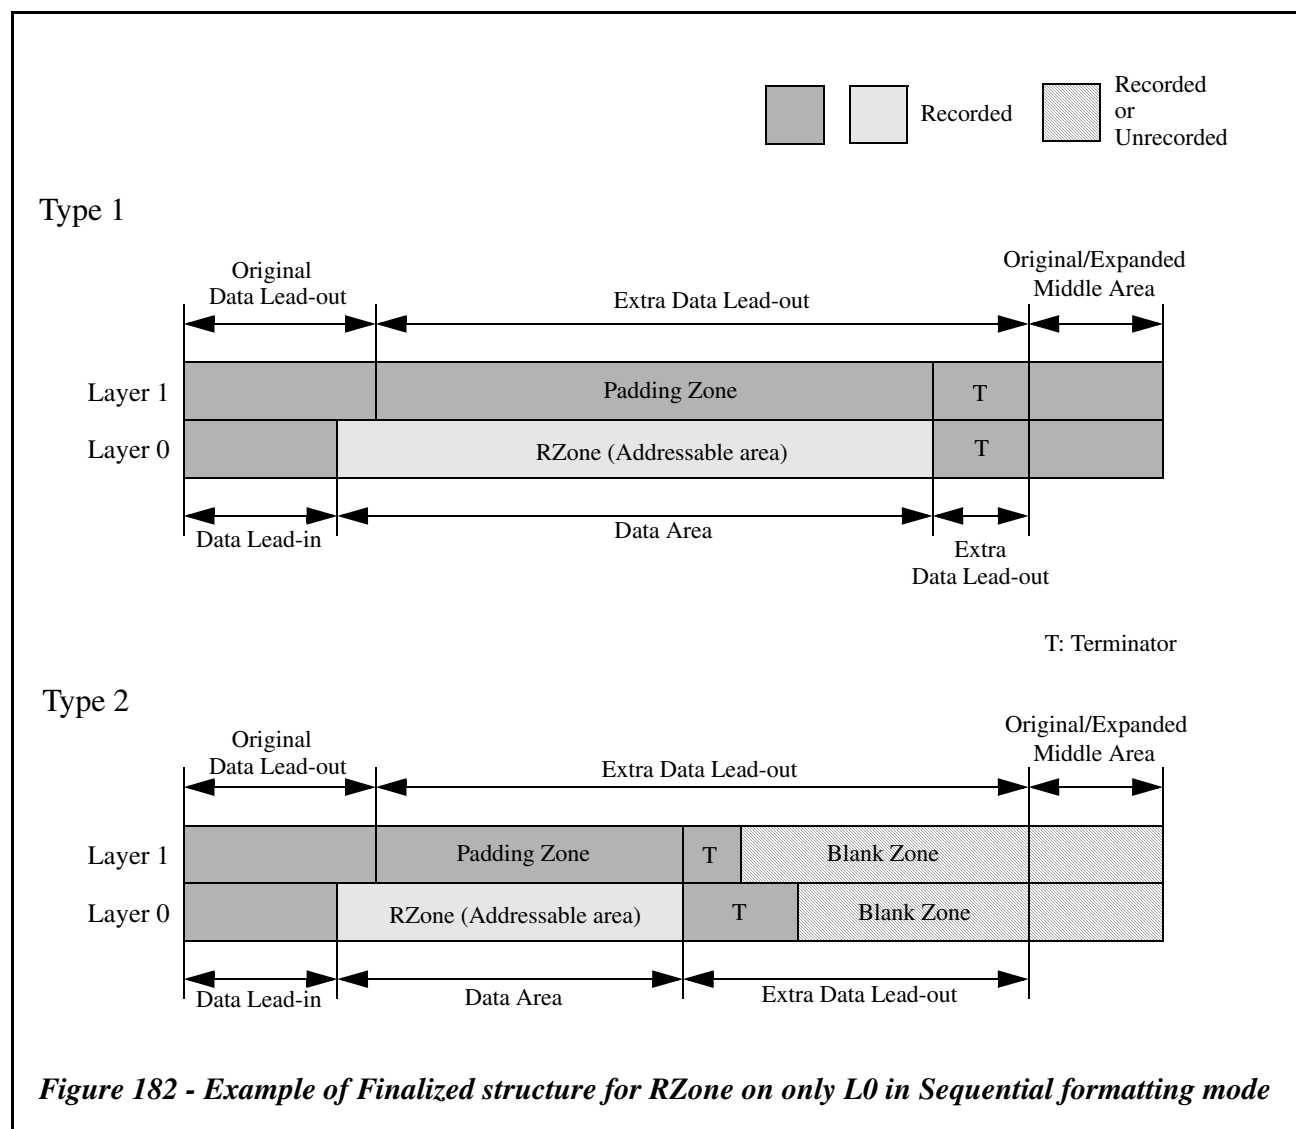 Recorded
Recorded
or
Unrecorded
Type 1
Original
Data Lead-out
Extra Data Lead-out
Original/Expanded
Middle Area
Layer 1
Padding Zone
T
Layer 0
RZone (Addressable area)
T
Data Lead-in
Data Area
Extra
Data Lead-out
T: Terminator
Type 2
Original
Data Lead-out
Extra Data Lead-out
Original/Expanded
Middle Area
Layer 1
Padding Zone
T
Blank Zone
Layer 0
RZone (Addressable area)
T
Blank Zone
Data Lead-in
Data Area
Extra Data Lead-out
Figure 182 - Example of Finalized structure for RZone on only L0 in Sequential formatting mode